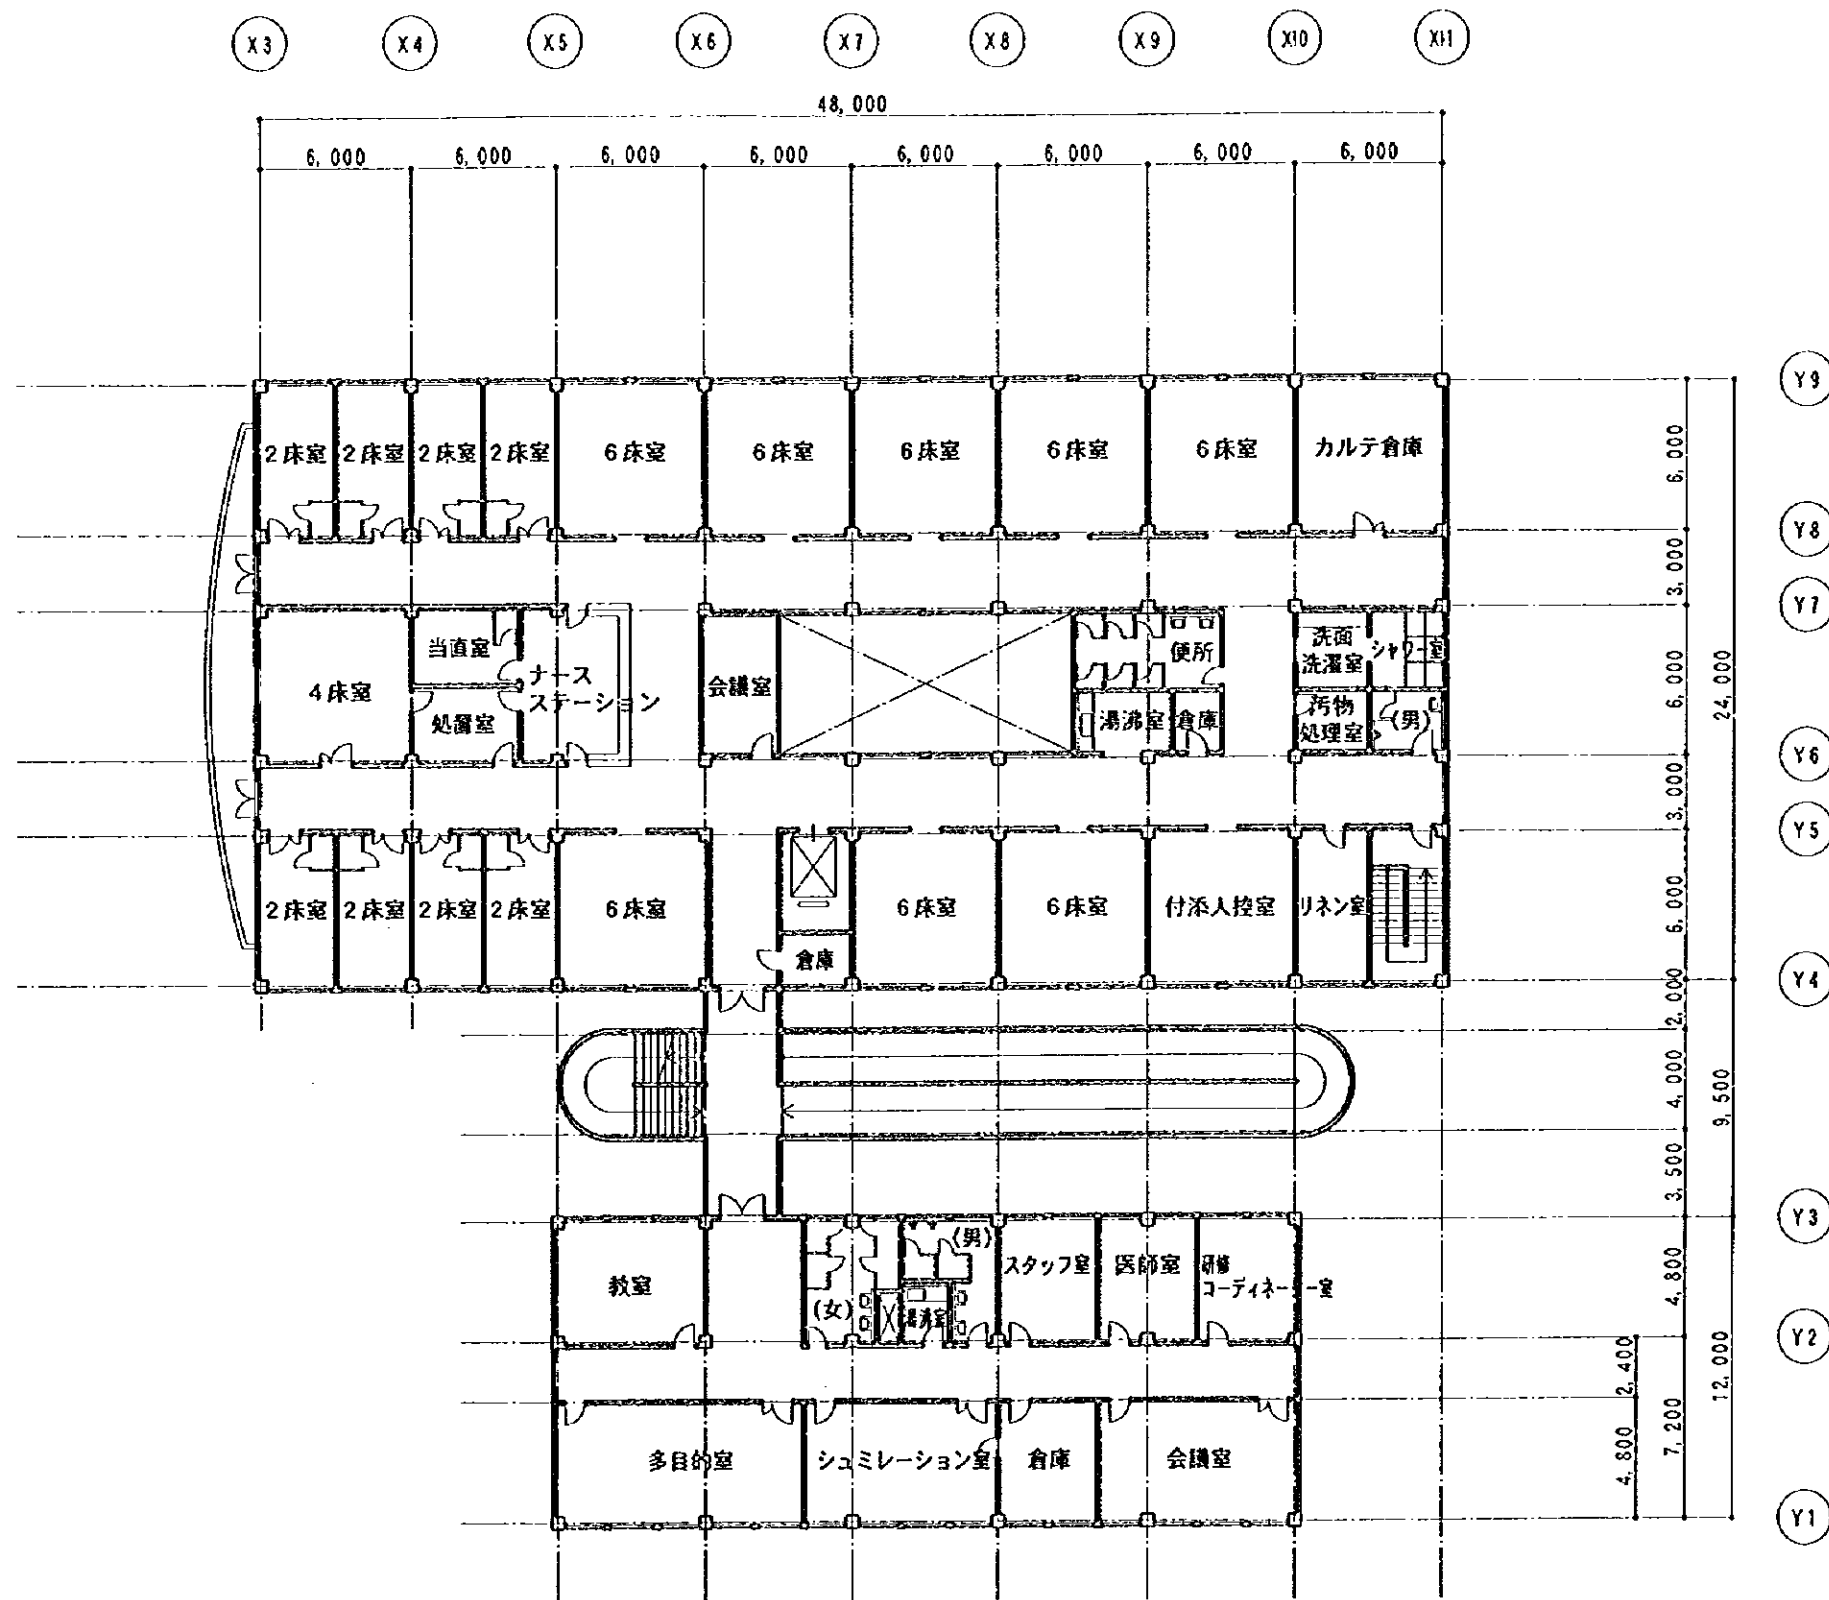 X3 X4 X5 X6 X7 X8 X9 X10 X11
48,000
6,000 6,000 6,000 6,000 6,000 6,000 6,000 6,000
Y9
2床室 2床室 2床室 2床室 6床室 6床室 6床室 6床室 6床室 カルテ倉庫
6,000
Y8
3,000
Y7
当直室
ナース
ステーション
4床室
処置室
会議室
便所
湯沸室 倉庫
洗面
洗濯室
シャワー室
汚物
処理室
(男)
6,000
24,000
Y6
3,000
Y5
2床室 2床室 2床室 2床室 6床室 6床室 6床室 付添人控室 リネン室
倉庫
6,000
Y4
2,000
4,000
9,500
3,500
Y3
教室
(女)
(男)
湯沸室
スタッフ室 医師室
研修
コーディネーター室
4,800
Y2
2,400
12,000
7,200
4,800
多目的室 シュミレーション室 倉庫 会議室
Y1